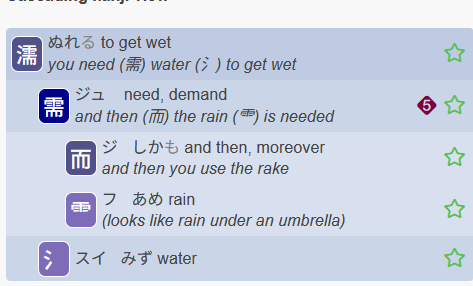 濡 ぬれる to get wet
you need (需) water (氵) to get wet
需 ジュ need, demand 5
and then (而) the rain (⻗) is needed
而 ジ しかも and then, moreover
and then you use the rake
⻗ フ あめ rain
(looks like rain under an umbrella)
氵 スイ みず water